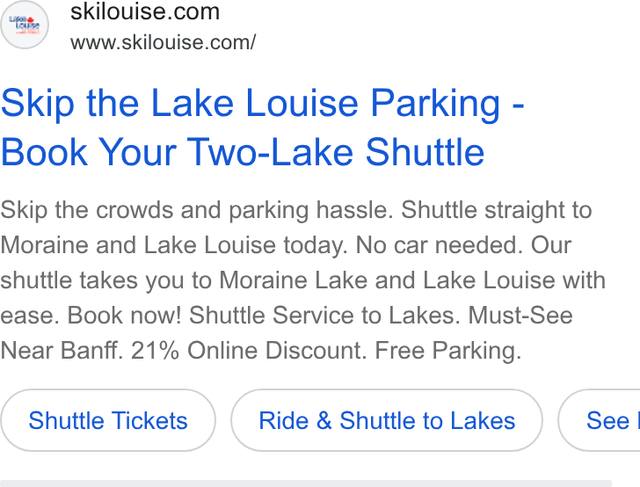 skilouise.com
www.skilouise.com/
Skip the Lake Louise Parking -
Book Your Two-Lake Shuttle
Skip the crowds and parking hassle. Shuttle straight to
Moraine and Lake Louise today. No car needed. Our
shuttle takes you to Moraine Lake and Lake Louise with
ease. Book now! Shuttle Service to Lakes. Must-See
Near Banff. 21% Online Discount. Free Parking.
Shuttle Tickets
Ride & Shuttle to Lakes
See